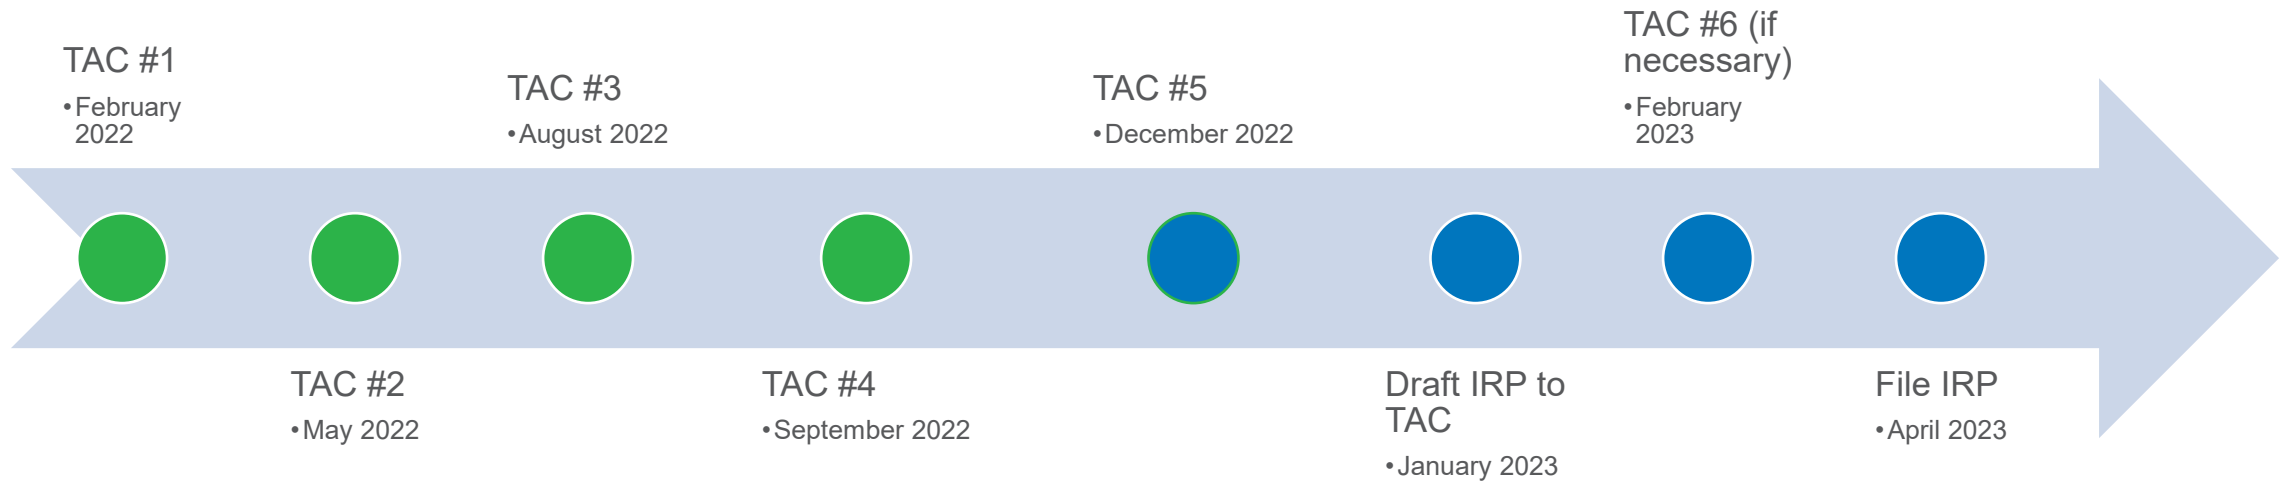 TAC #1
•February
2022
TAC #2
•May 2022
TAC #3
•August 2022
TAC #4
•September 2022
TAC #5
•December 2022
Draft IRP to
TAC
•January 2023
TAC #6 (if
necessary)
•February
2023
File IRP
•April 2023